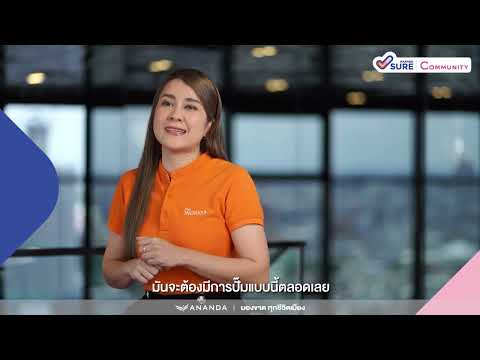 SURE | COMMUNITY
มันจะต้องมีการปั๊มแบบนี้ตลอดเลย
ANANDA | มองขาด ทุกชีวิตเมือง